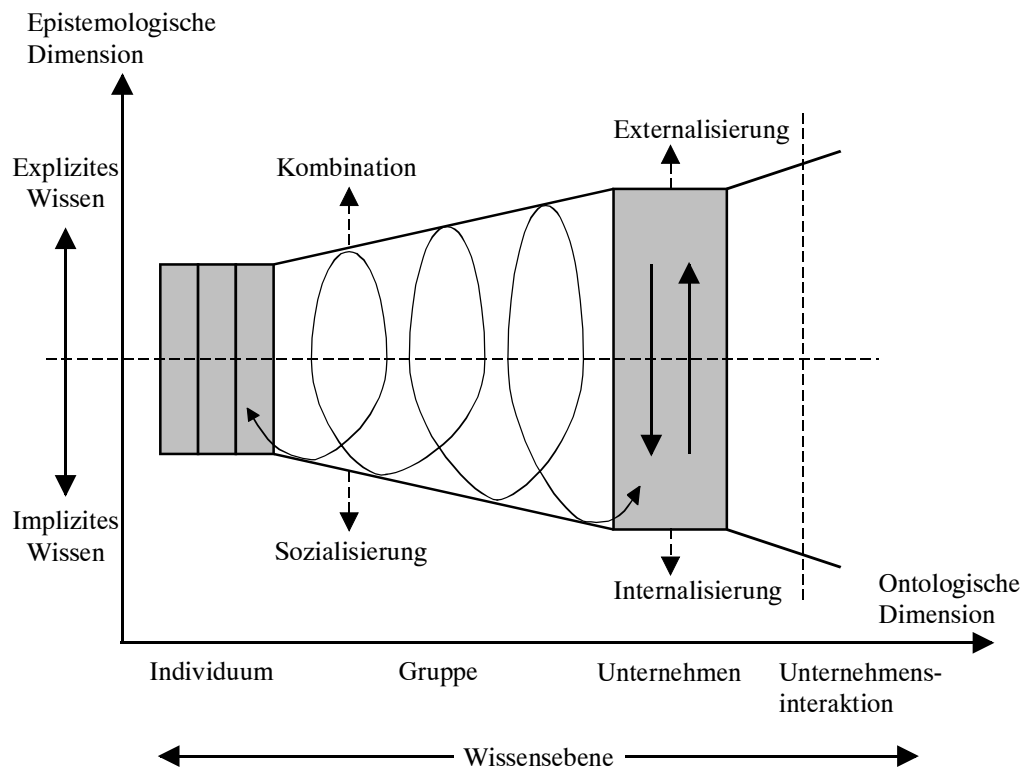 Epistemologische
Dimension
Externalisierung
Explizites
Wissen
Kombination
Implizites
Wissen
Sozialisierung
Internalisierung
Ontologische
Dimension
Individuum
Gruppe
Unternehmen
Unternehmens-
interaktion
Wissensebene